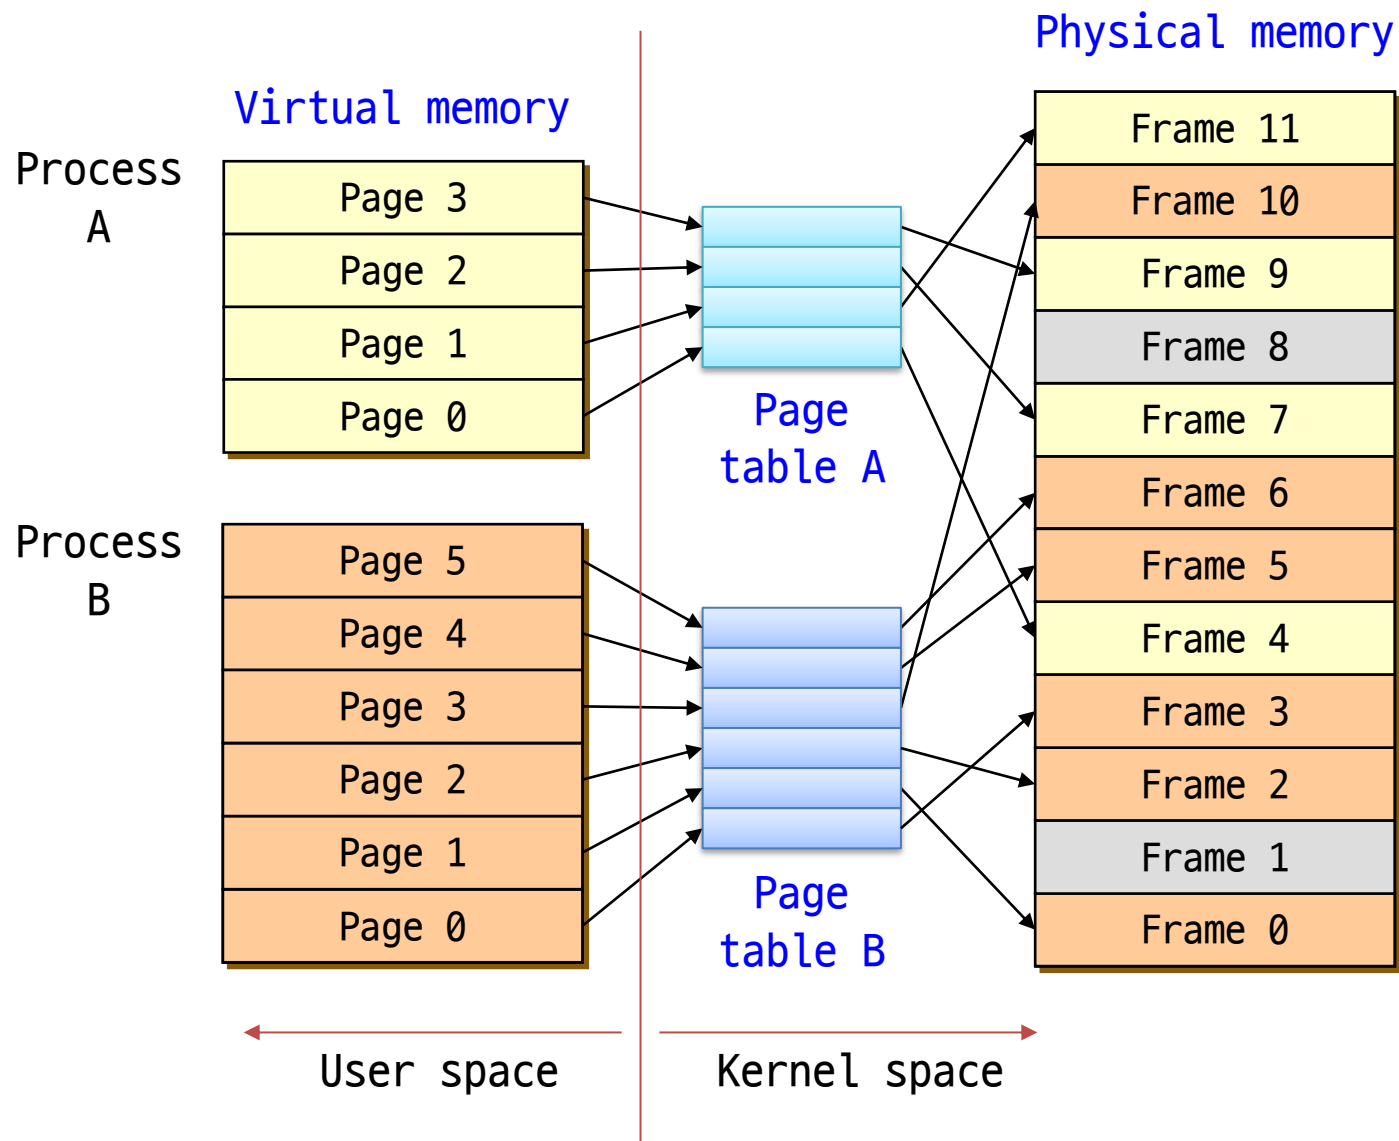 Physical memory
Virtual memory
Process
A
Page 3
Page 2
Page 1
Page 0
Page
table A
Process
B
Page 5
Page 4
Page 3
Page 2
Page 1
Page 0
Page
table B
Frame 11
Frame 10
Frame 9
Frame 8
Frame 7
Frame 6
Frame 5
Frame 4
Frame 3
Frame 2
Frame 1
Frame 0
User space
Kernel space